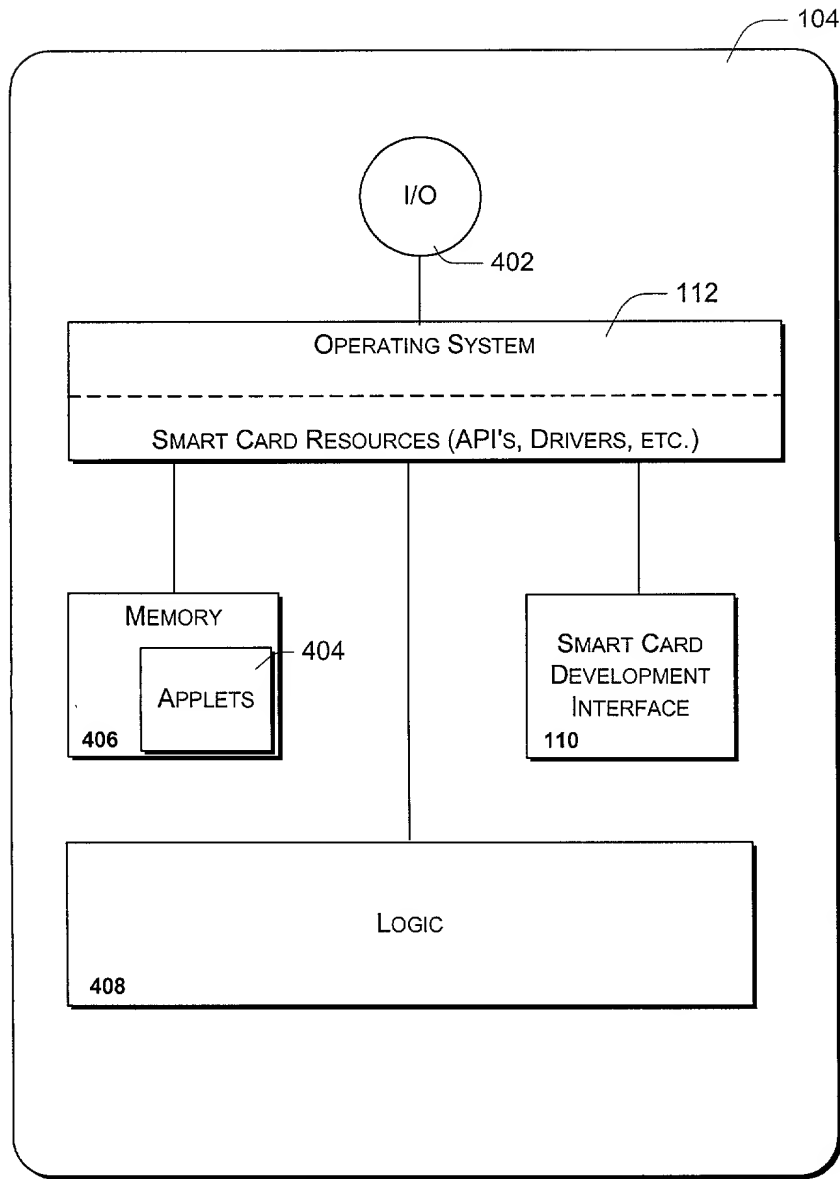 104
I/O
402
112
OPERATING SYSTEM
SMART CARD RESOURCES (API'S, DRIVERS, ETC.)
MEMORY
404
APPLETS
406
SMART CARD
DEVELOPMENT
INTERFACE
110
LOGIC
408